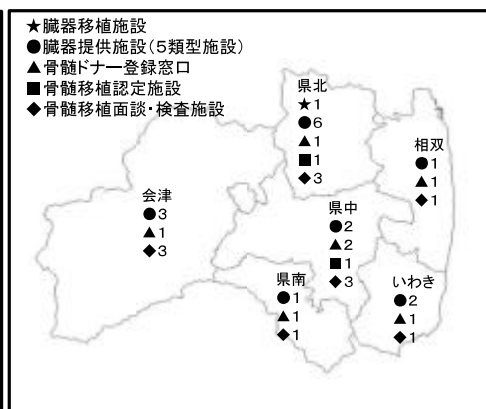 ★臓器移植施設
●臓器提供施設(5類型施設)
▲骨髄ドナー登録窓口
■骨髄移植認定施設
◆骨髄移植面談・検査施設
県北
★1
●6
▲1
■1
◆3
相双
●1
▲1
◆1
会津
●3
▲1
◆3
県中
●2
▲2
■1
◆3
県南
●1
▲1
◆1
いわき
●2
▲1
◆1